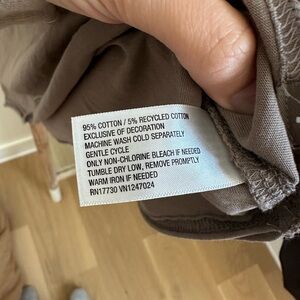 95% COTTON / 5% RECYCLED COTTON
EXCLUSIVE OF DECORATION
MACHINE WASH COLD SEPARATELY
GENTLE CYCLE
ONLY NON-CHLORINE BLEACH IF NEEDED
TUMBLE DRY LOW, REMOVE PROMPTLY
WARM IRON IF NEEDED
RN17730 VN1247024